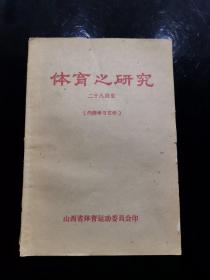 体育之研究
二十八画生
（内部学习文件）
山西省体育运动委员会印